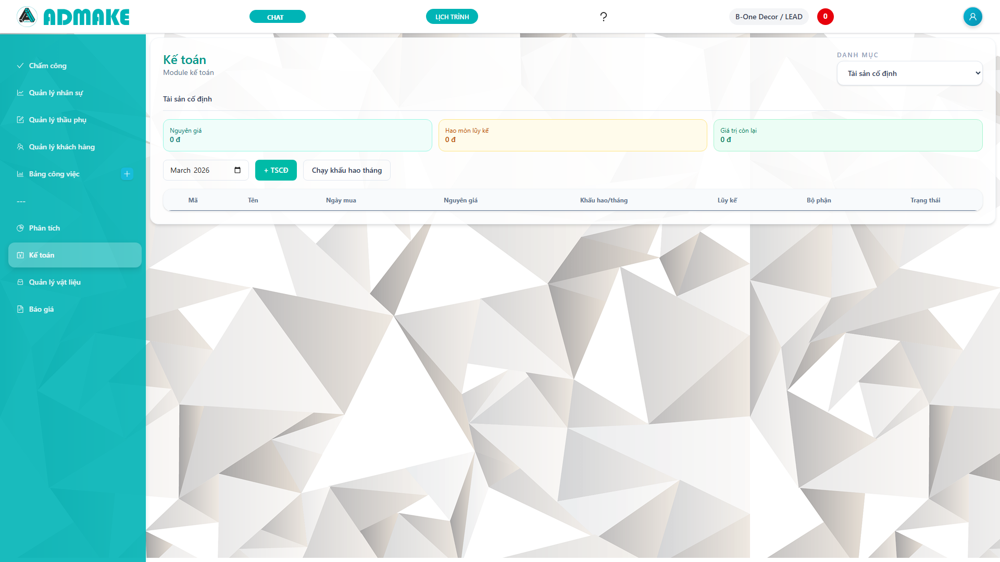 ADMAKE
CHAT
LỊCH TRÌNH
?
B-One Decor / LEAD
0
Chấm công
Quản lý nhân sự
Quản lý thầu phụ
Quản lý khách hàng
Bảng công việc
---
Phân tích
Kế toán
Quản lý vật liệu
Báo giá
Kế toán
Module kế toán
DANH MỤC
Tài sản cố định
Tài sản cố định
Nguyên giá
0 đ
Hao mòn lũy kế
0 đ
Giá trị còn lại
0 đ
March 2026
+ TSCĐ
Chạy khấu hao tháng
Mã Tên Ngày mua Nguyên giá Khấu hao/tháng Lũy kế Bộ phận Trạng thái